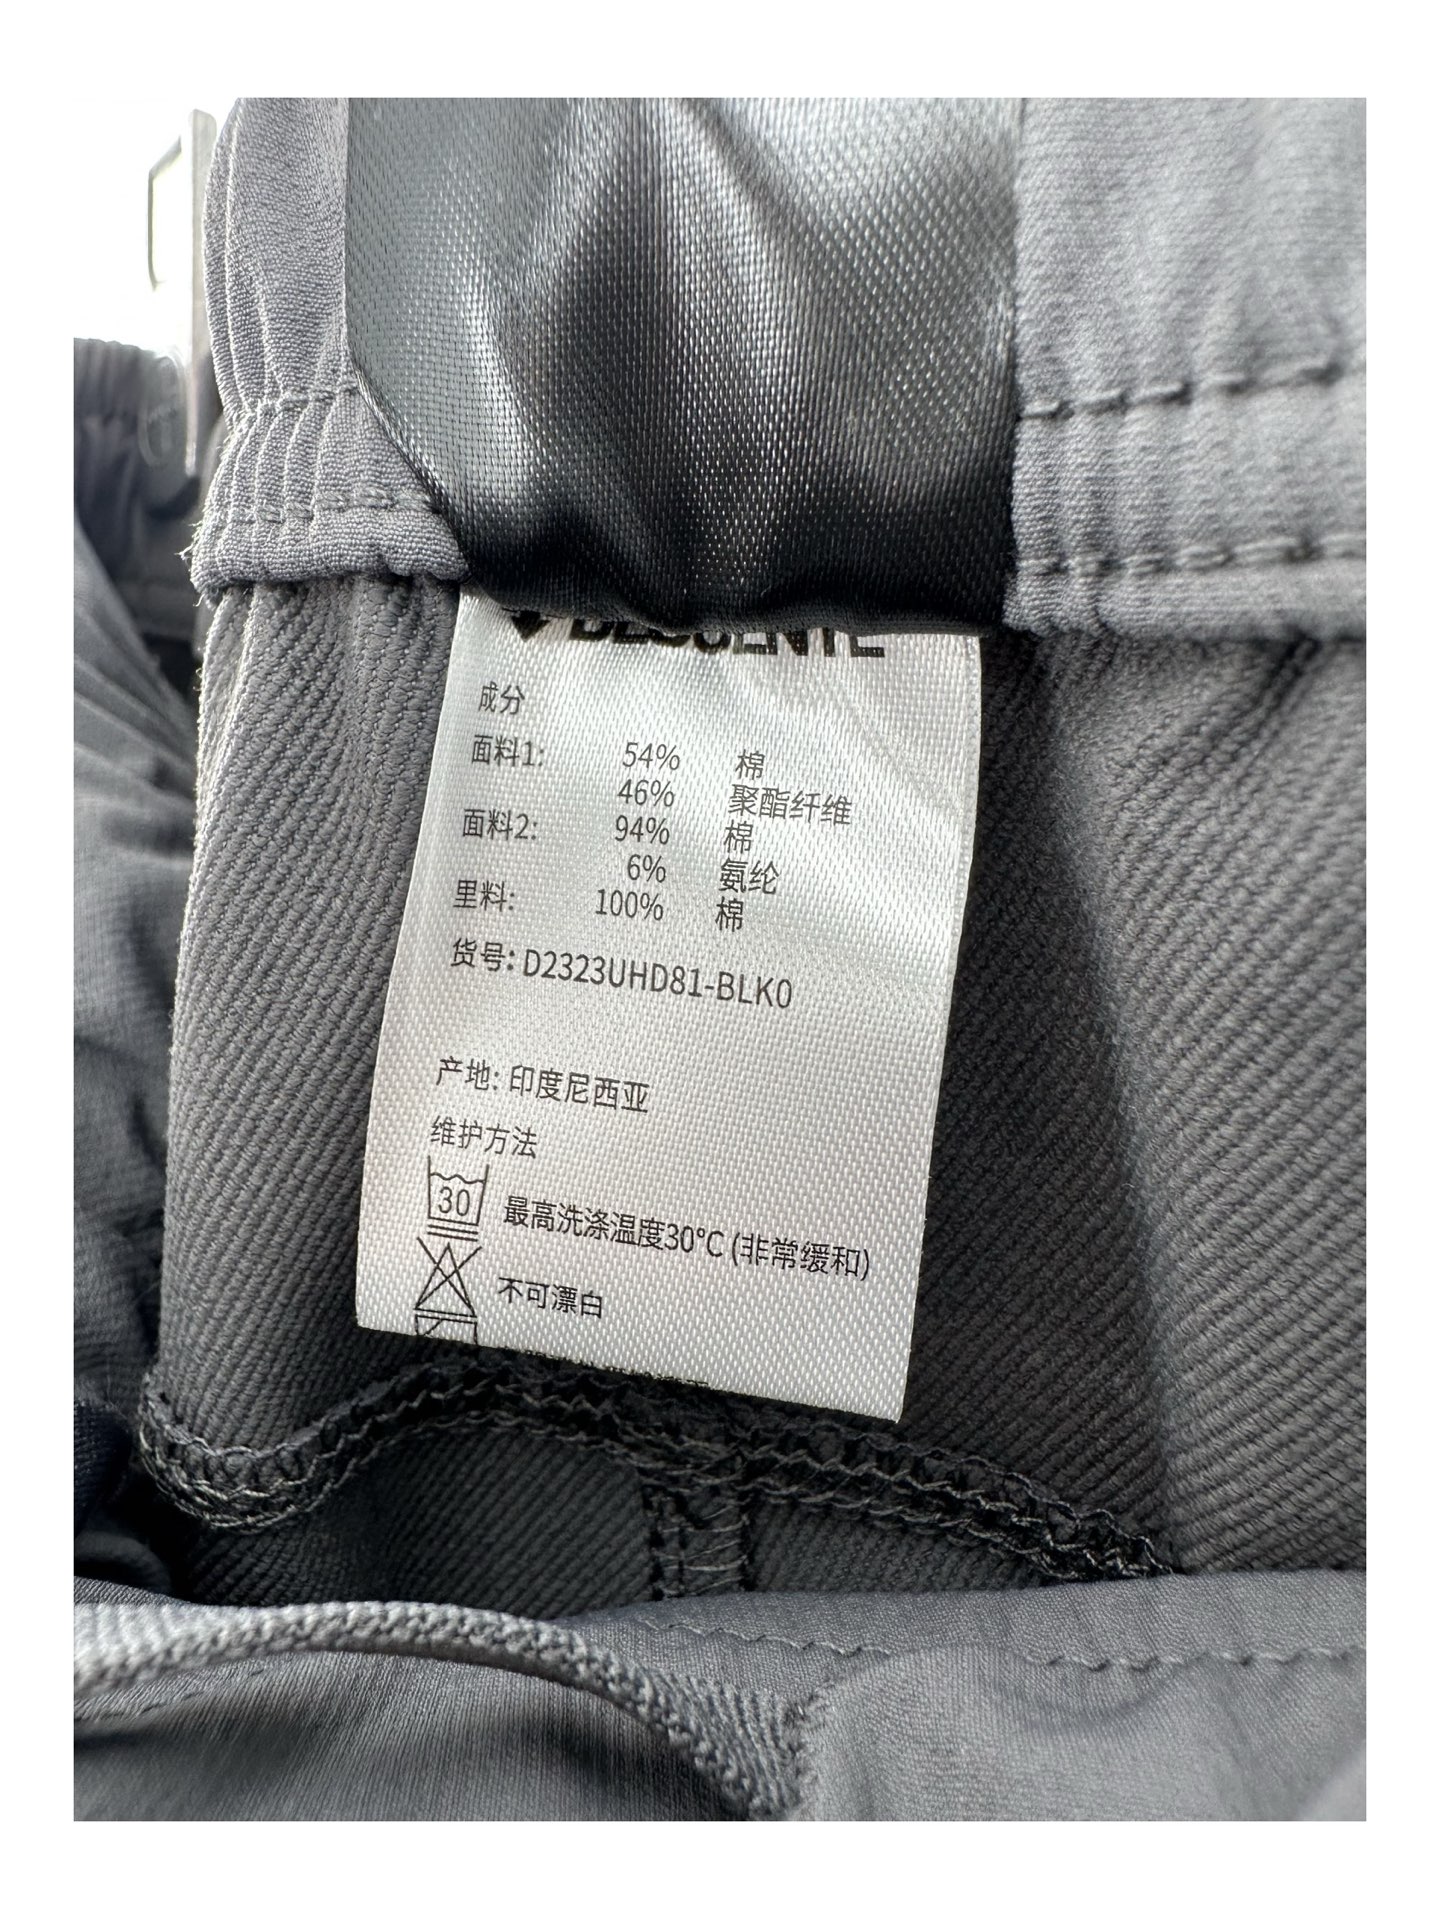 DESCENTE
成分
面料1: 54% 棉
46% 聚酯纤维
面料2: 94% 棉
6% 氨纶
里料: 100% 棉
货号: D2323UHD81-BLK0
产地: 印度尼西亚
维护方法
30 最高洗涤温度30°C (非常缓和)
不可漂白